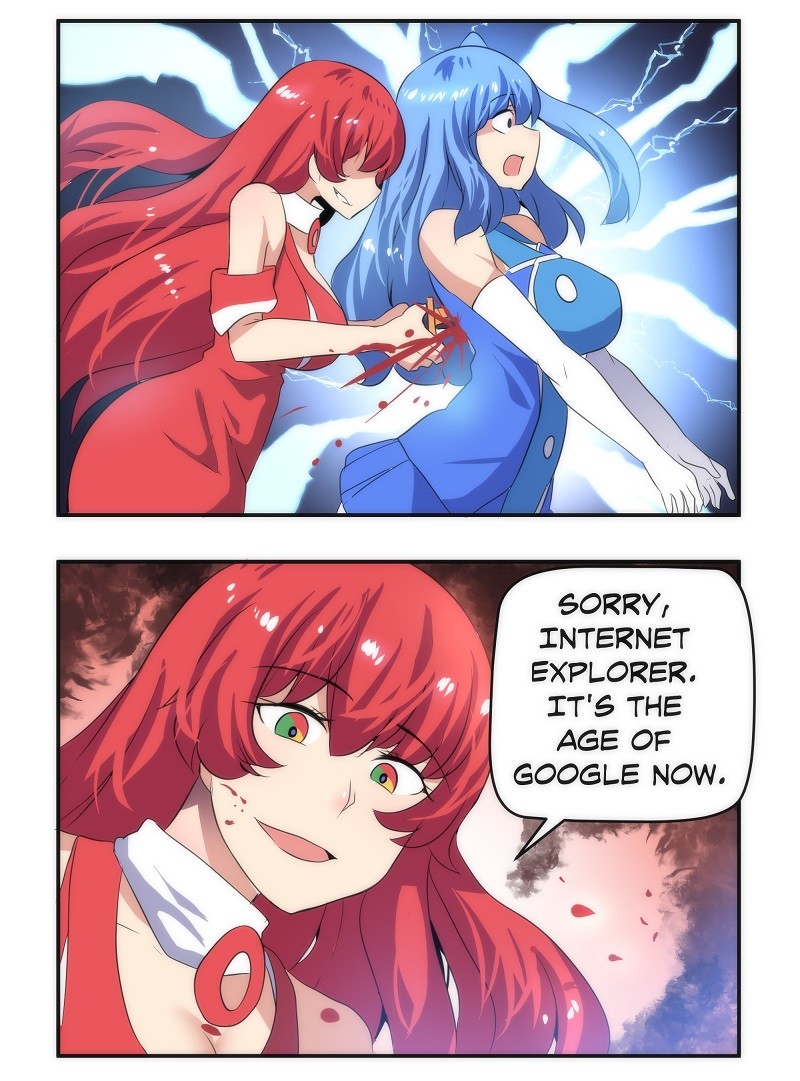 SORRY,
INTERNET
EXPLORER.
IT'S THE
AGE OF
GOOGLE NOW.